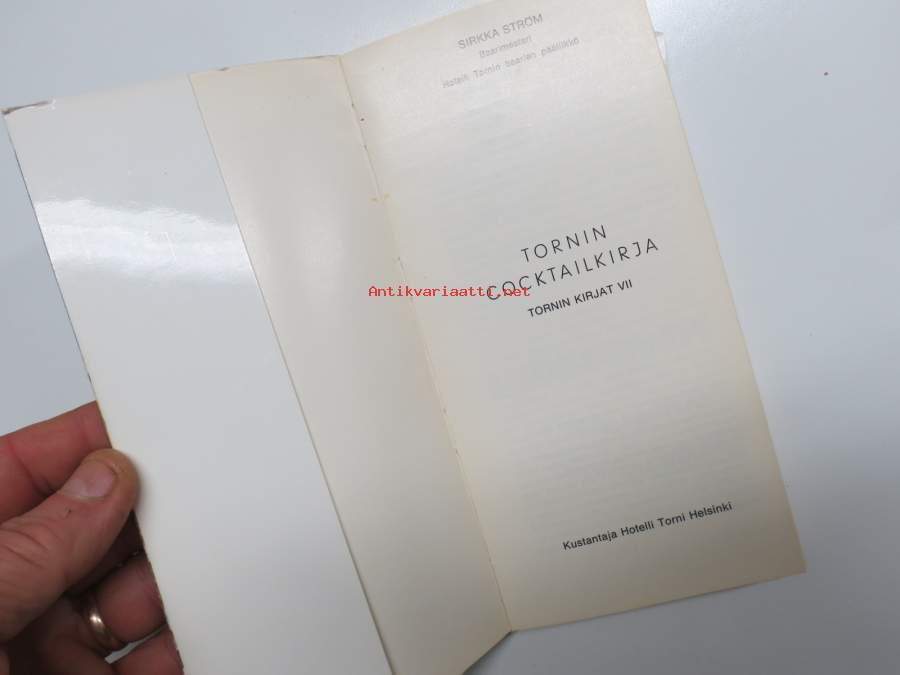 SIRKKA STRÖM
Baarimestari
Hotelli Tornin baarien päällikkö
TORNIN
COCKTAILKIRJA
Antikvariaatti.net
TORNIN KIRJAT VII
Kustantaja Hotelli Torni Helsinki